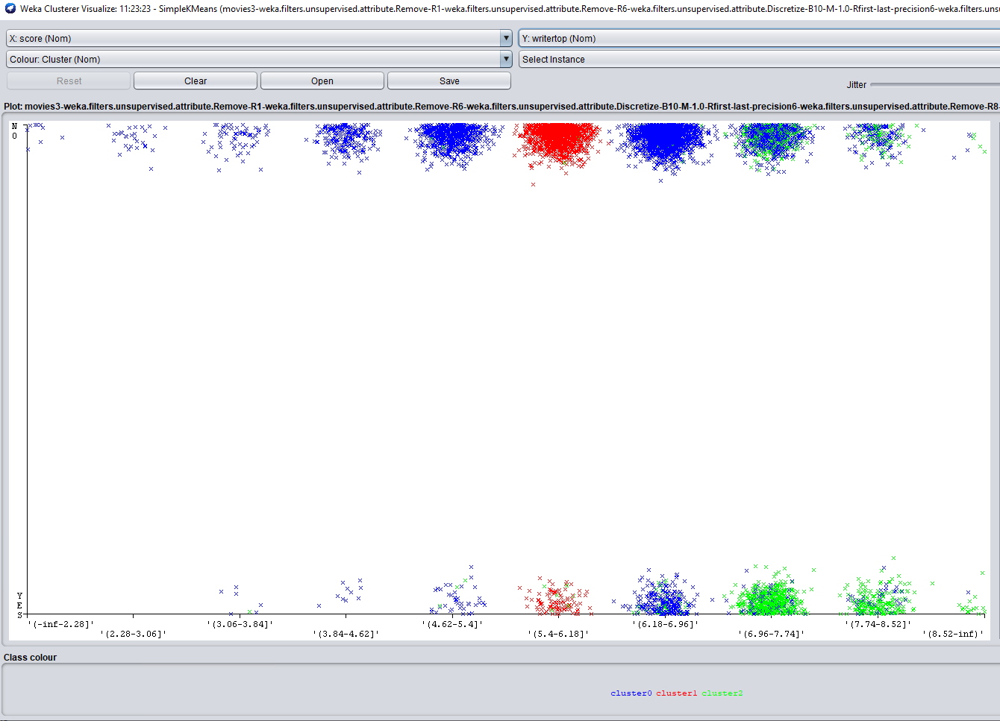 Weka Clusterer Visualize: 11:23:23 - SimpleKMeans (movies3-weka.filters.unsupervised.attribute.Remove-R1-weka.filters.unsupervised.attribute.Remove-R6-weka.filters.unsupervised.attribute.Discretize-B10-M-1.0-Rfirst-last-precision6-weka.filters.uns
X: score (Nom) Y: writertop (Nom)
Colour: Cluster (Nom) Select Instance
Reset Clear Open Save Jitter
Plot: movies3-weka.filters.unsupervised.attribute.Remove-R1-weka.filters.unsupervised.attribute.Remove-R6-weka.filters.unsupervised.attribute.Discretize-B10-M-1.0-Rfirst-last-precision6-weka.filters.unsupervised.attribute.Remove-R8-
NO
YES
'(-inf-2.28]' '(3.06-3.84]' '(4.62-5.4]' '(6.18-6.96]' '(7.74-8.52]'
'(2.28-3.06]' '(3.84-4.62]' '(5.4-6.18]' '(6.96-7.74]' '(8.52-inf)'
Class colour
cluster0 cluster1 cluster2